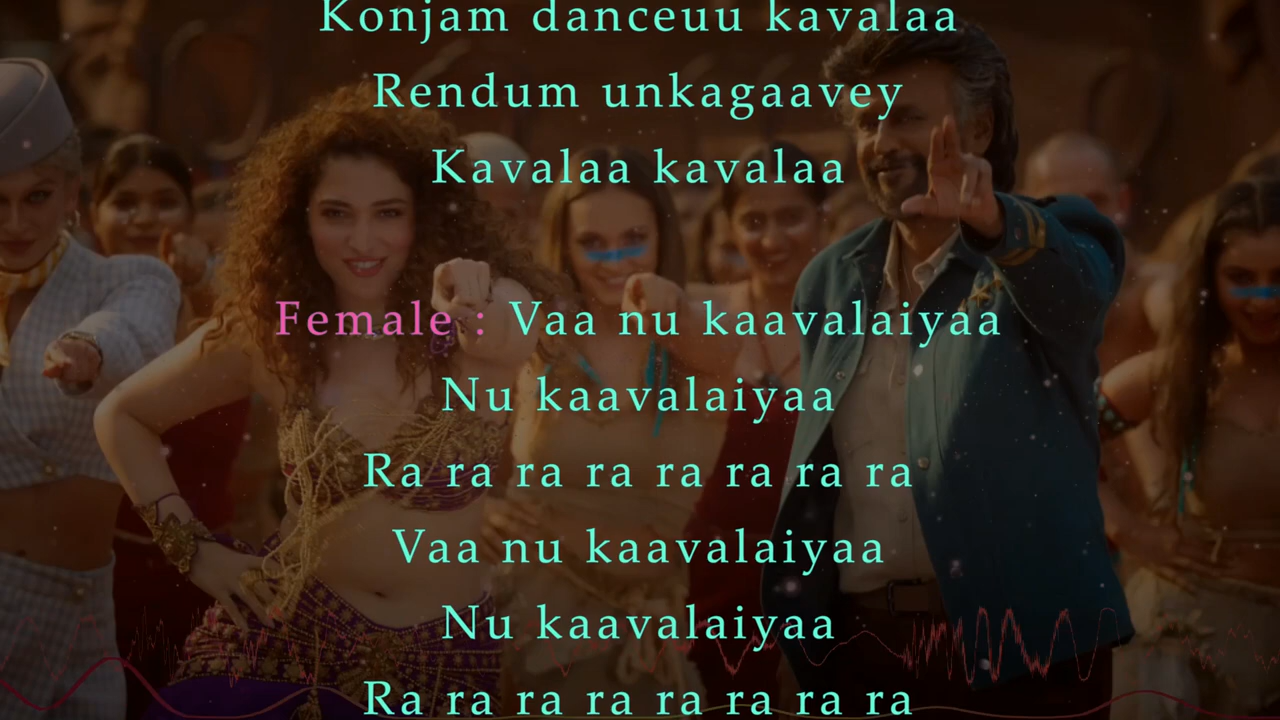 Konjam danceuu kavalaa
Rendum unkagaavey
Kavalaa kavalaa
Female : Vaa nu kaavalaiyaa
Nu kaavalaiyaa
Ra ra ra ra ra ra ra ra
Vaa nu kaavalaiyaa
Nu kaavalaiyaa
Ra ra ra ra ra ra ra ra